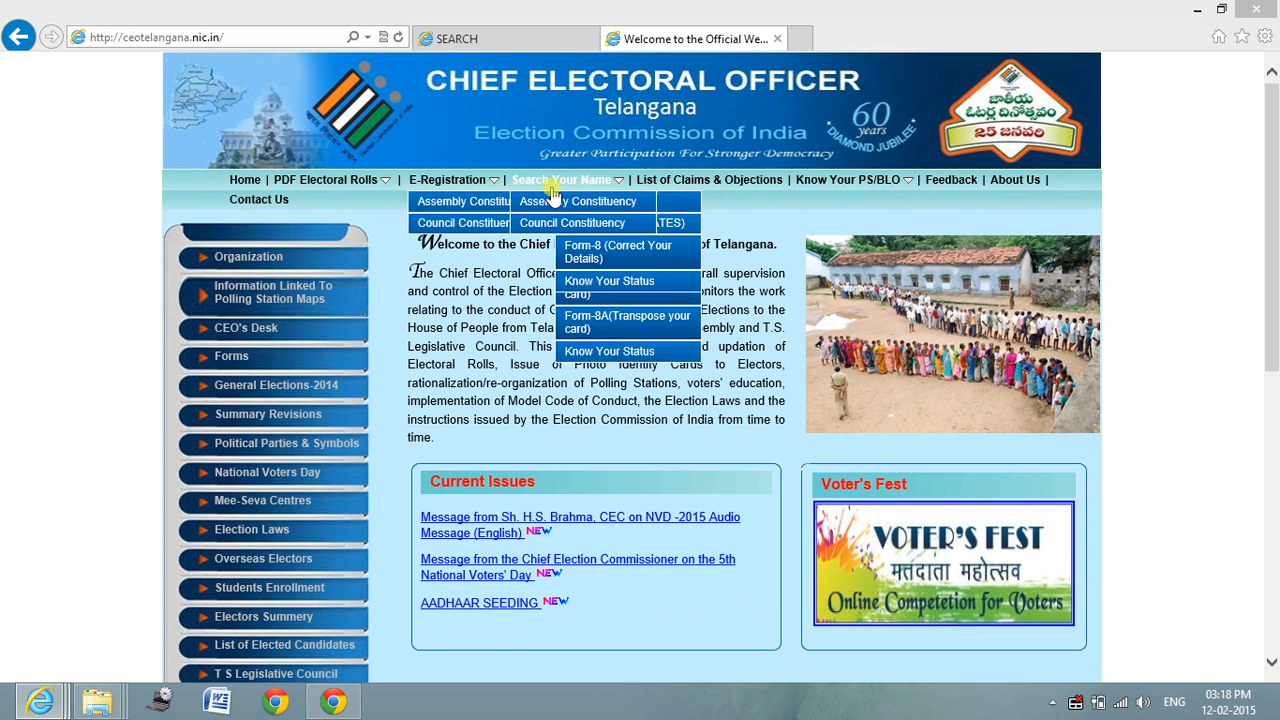 http://ceotelangana.nic.in/
SEARCH
Welcome to the Official We...
CHIEF ELECTORAL OFFICER
Telangana
Election Commission of India
Greater Participation For Stronger Democracy
60
years
DIAMOND JUBILEE
జాతీయ
ఓటర్ల దినోత్సవం
25 జనవరి
Home | PDF Electoral Rolls | E-Registration | Search Your Name | List of Claims & Objections | Know Your PS/BLO | Feedback | About Us |
Contact Us
Assembly Constitu
Assembly Constituency
Council Constituer
Council Constituency
ATES)
Form-8 (Correct Your
Details)
Know Your Status
card)
Form-8A(Transpose your
card)
Know Your Status
Organization
Information Linked To
Polling Station Maps
CEO's Desk
Forms
General Elections-2014
Summary Revisions
Political Parties & Symbols
National Voters Day
Mee-Seva Centres
Election Laws
Overseas Electors
Students Enrollment
Electors Summery
List of Elected Candidates
T S Legislative Council
Welcome to the Chief of Telangana.
The Chief Electoral Office rall supervision
and control of the Election nitors the work
relating to the conduct of Elections to the
House of People from Tela embly and T.S.
Legislative Council. This d updation of
Electoral Rolls, Issue of Photo Identity Cards to Electors,
rationalization/re-organization of Polling Stations, voters' education,
implementation of Model Code of Conduct, the Election Laws and the
instructions issued by the Election Commission of India from time to
time.
Current Issues
Message from Sh. H.S. Brahma, CEC on NVD -2015 Audio
Message (English) NEW
Message from the Chief Election Commissioner on the 5th
National Voters' Day NEW
AADHAAR SEEDING NEW
Voter's Fest
VOTER'S FEST
मतदाता महोत्सव
Online Competetion for Voters
ENG
03:18 PM
12-02-2015